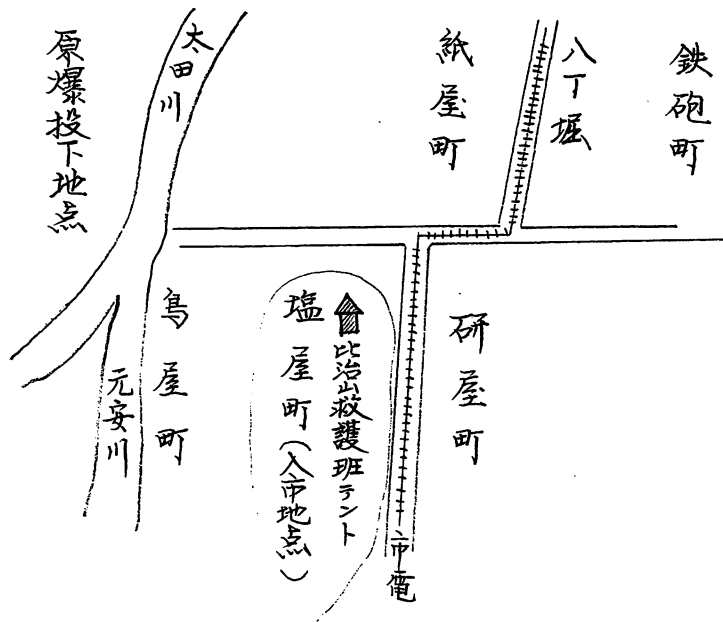 鉄砲町
八丁堀
紙屋町
太田川
原爆投下地点
研屋町
市電
比治山救護班テント
塩屋町(入市地点)
鳥屋町
元安川